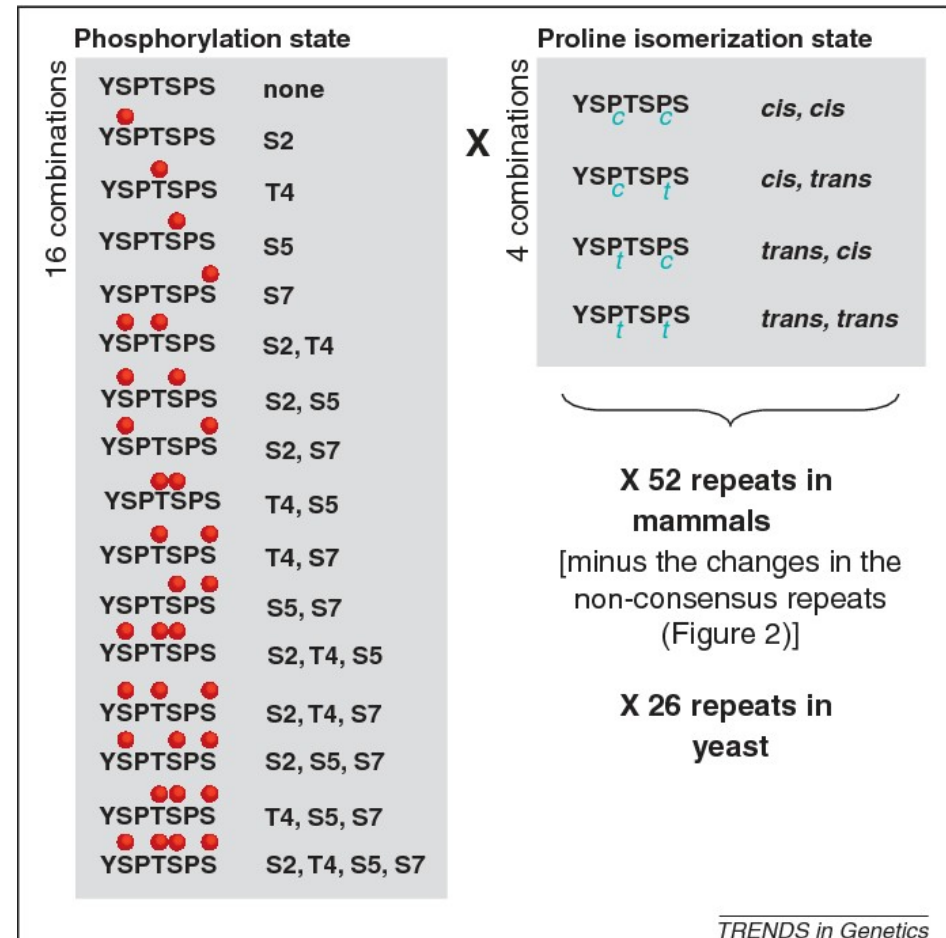 Phosphorylation state
16 combinations
YSPTSPS none
YSPTSPS S2
YSPTSPS T4
YSPTSPS S5
YSPTSPS S7
YSPTSPS S2, T4
YSPTSPS S2, S5
YSPTSPS S2, S7
YSPTSPS T4, S5
YSPTSPS T4, S7
YSPTSPS S5, S7
YSPTSPS S2, T4, S5
YSPTSPS S2, T4, S7
YSPTSPS S2, S5, S7
YSPTSPS T4, S5, S7
YSPTSPS S2, T4, S5, S7
X
Proline isomerization state
4 combinations
YSPTSPS cis, cis
c c
YSPTSPS cis, trans
c t
YSPTSPS trans, cis
t c
YSPTSPS trans, trans
t t
X 52 repeats in
mammals
[minus the changes in the
non-consensus repeats
(Figure 2)]
X 26 repeats in
yeast
TRENDS in Genetics